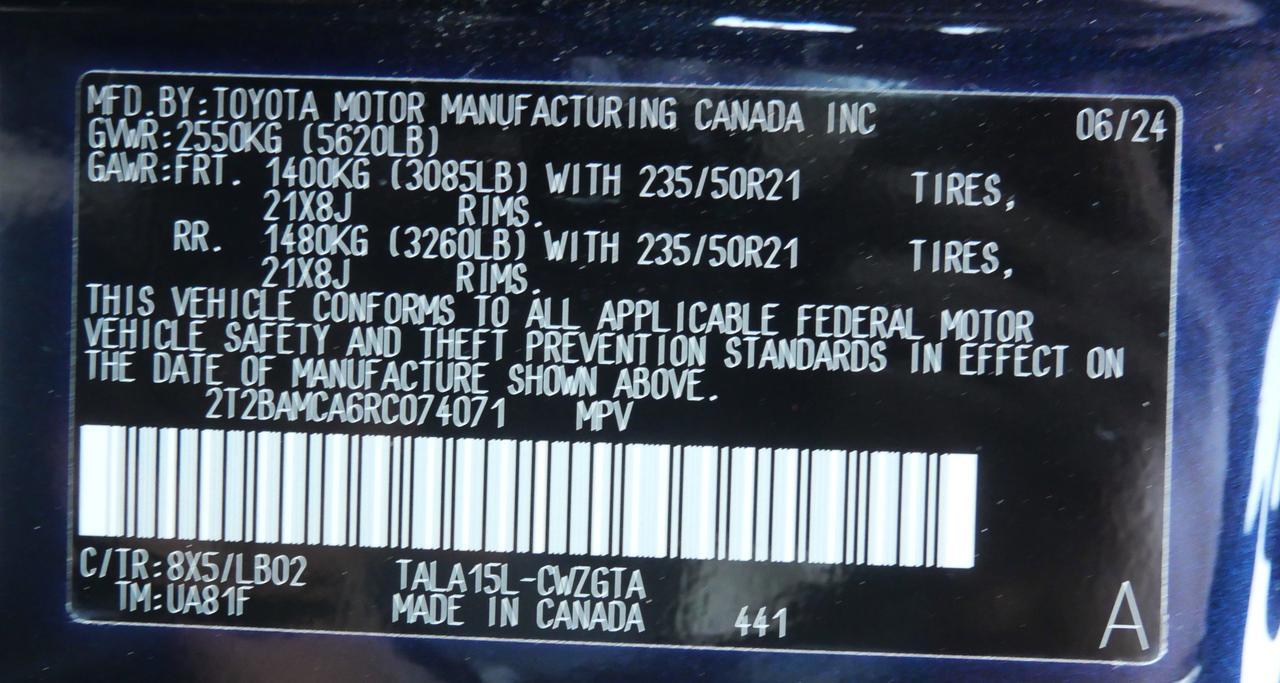 MFD.BY:TOYOTA MOTOR MANUFACTURING CANADA INC 06/24
GVWR:2550KG (5620LB)
GAWR:FRT. 1400KG (3085LB) WITH 235/50R21 TIRES,
21X8J RIMS.
RR. 1480KG (3260LB) WITH 235/50R21 TIRES,
21X8J RIMS.
THIS VEHICLE CONFORMS TO ALL APPLICABLE FEDERAL MOTOR
VEHICLE SAFETY AND THEFT PREVENTION STANDARDS IN EFFECT ON
THE DATE OF MANUFACTURE SHOWN ABOVE.
2T2BAMCA6RC074071 MPV
C/TR:8X5/LB02 TALA15L-CWZGTA
TM:UA81F MADE IN CANADA 441 A